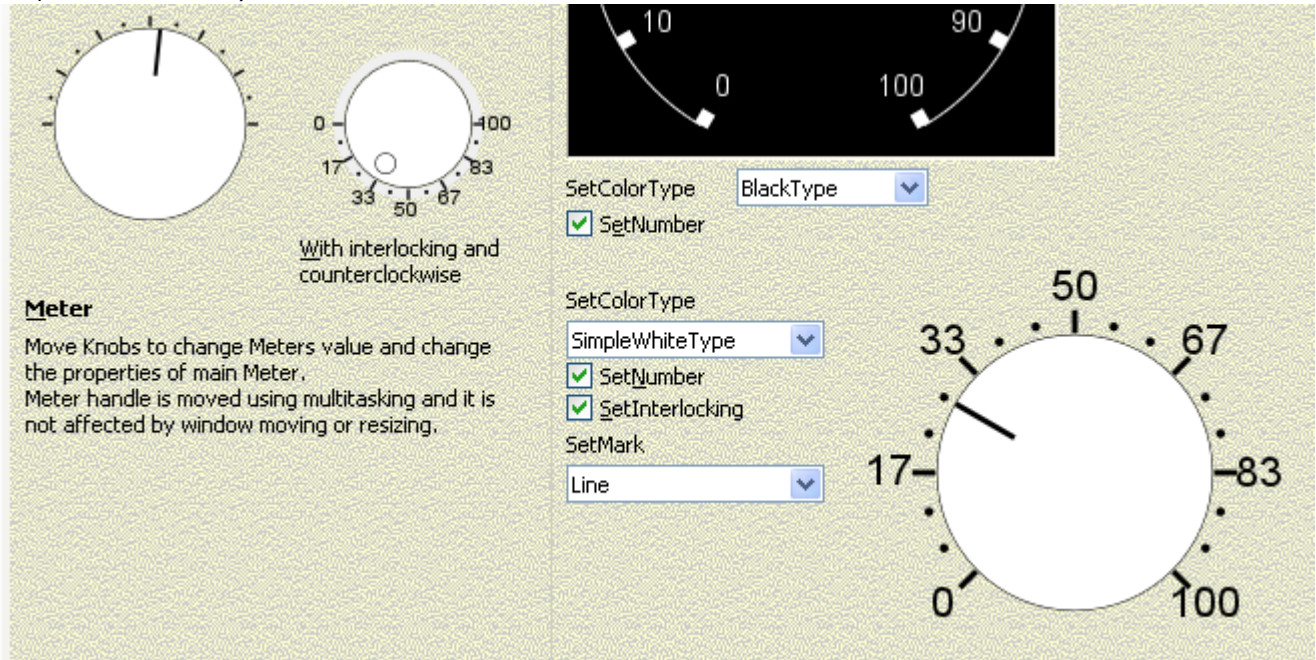 10
90
0
100
0
100
17
83
33
67
50
SetColorType
BlackType
SetNumber
With interlocking and
counterclockwise
Meter
Move Knobs to change Meters value and change
the properties of main Meter.
Meter handle is moved using multitasking and it is
not affected by window moving or resizing.
SetColorType
SimpleWhiteType
SetNumber
SetInterlocking
SetMark
Line
50
33
67
17
83
0
100